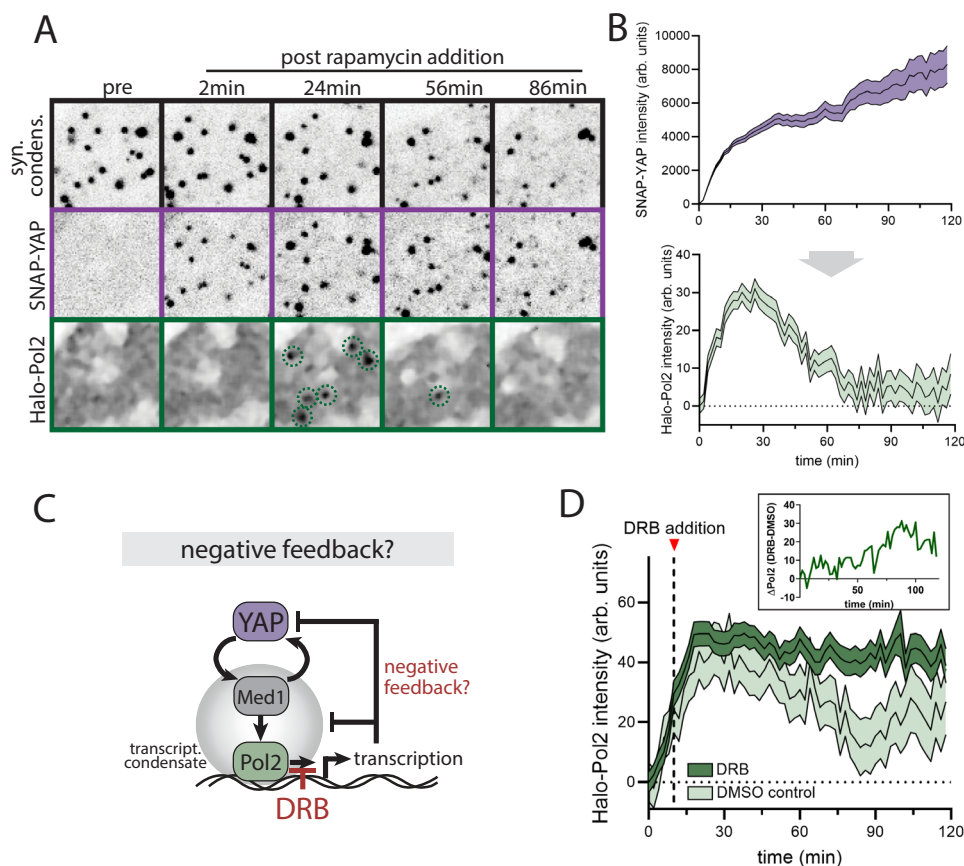 A
post rapamycin addition
pre 2min 24min 56min 86min
syn.
condens.
SNAP-YAP
Halo-Pol2
B
SNAP-YAP intensity (arb. units)
10000
8000
6000
4000
2000
0
0 30 60 90 120
Halo-Pol2 intensity (arb. units)
40
30
20
10
0
0 30 60 90 120
time (min)
C
negative feedback?
YAP
Med1
Pol2
negative
feedback?
transcript.
condensate
transcription
DRB
D
DRB addition
Halo-Pol2 intensity (arb. units)
60
40
20
0
0 30 60 90 120
time (min)
DRB
DMSO control
ΔPol2 (DRB-DMSO)
40
30
20
10
0
-10
50 100
time (min)